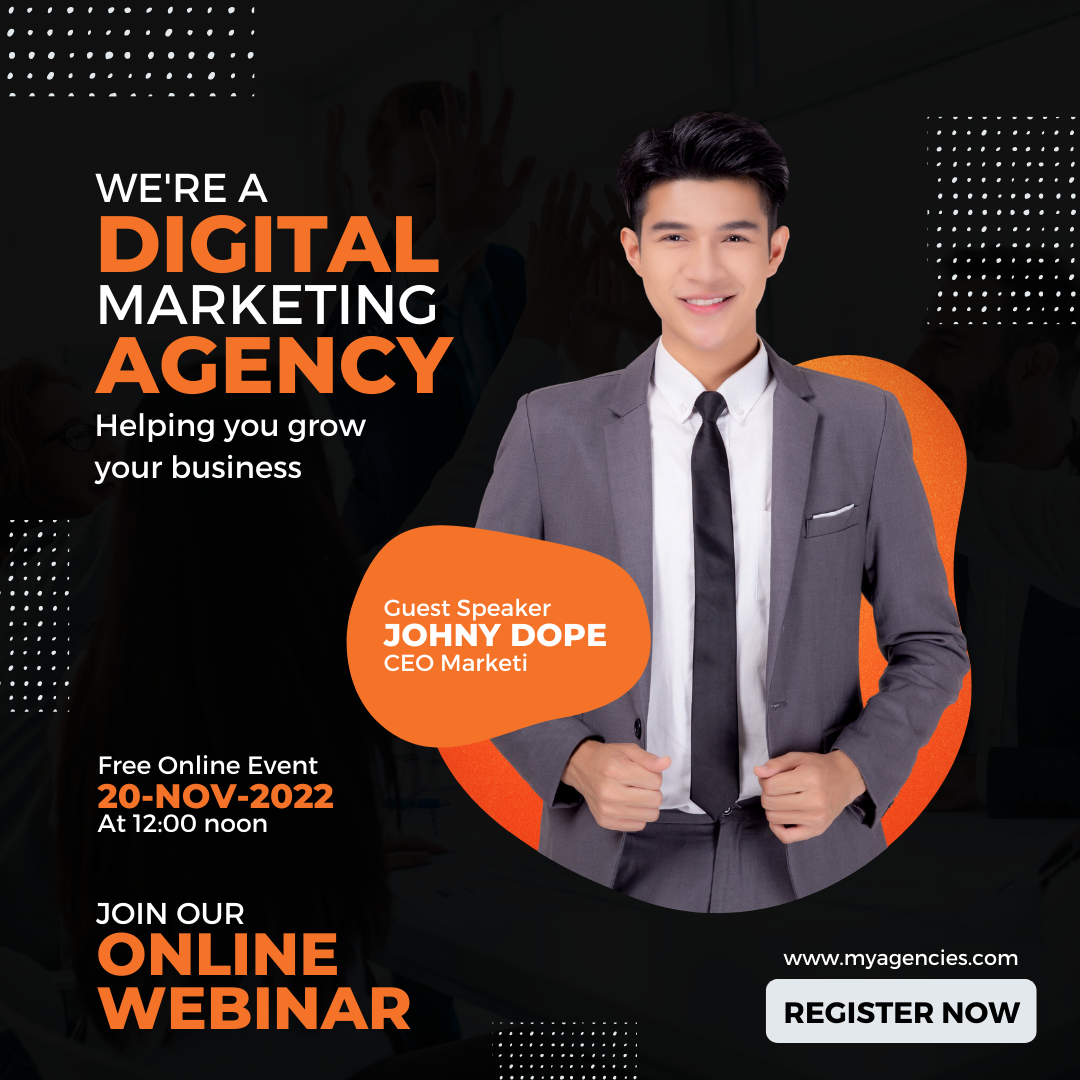 WE'RE A
DIGITAL
MARKETING
AGENCY
Helping you grow
your business
Guest Speaker
JOHNY DOPE
CEO Marketi
Free Online Event
20-NOV-2022
At 12:00 noon
JOIN OUR
ONLINE
WEBINAR
www.myagencies.com
REGISTER NOW